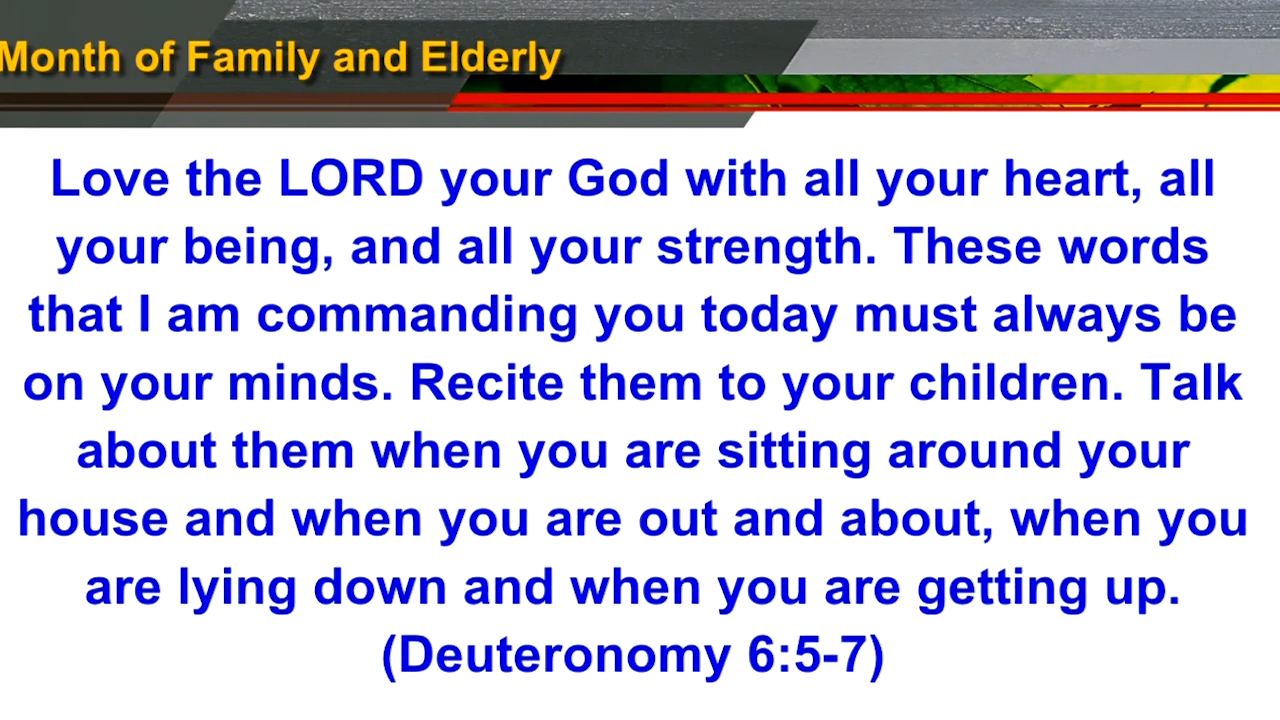 Month of Family and Elderly
Love the LORD your God with all your heart, all
your being, and all your strength. These words
that I am commanding you today must always be
on your minds. Recite them to your children. Talk
about them when you are sitting around your
house and when you are out and about, when you
are lying down and when you are getting up.
(Deuteronomy 6:5-7)